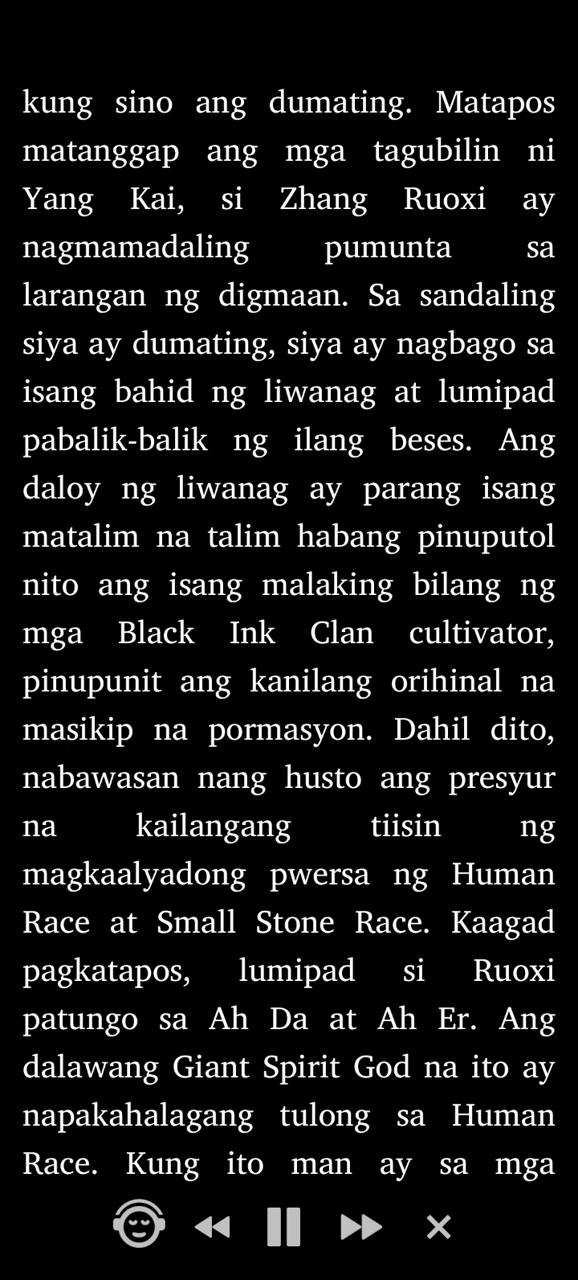 kung sino ang dumating. Matapos
matanggap ang mga tagubilin ni
Yang Kai, si Zhang Ruoxi ay
nagmamadaling pumunta sa
larangan ng digmaan. Sa sandaling
siya ay dumating, siya ay nagbago sa
isang bahid ng liwanag at lumipad
pabalik-balik ng ilang beses. Ang
daloy ng liwanag ay parang isang
matalim na talim habang pinuputol
nito ang isang malaking bilang ng
mga Black Ink Clan cultivator,
pinupunit ang kanilang orihinal na
masikip na pormasyon. Dahil dito,
nabawasan nang husto ang presyur
na kailangang tiisin ng
magkaalyadong pwersa ng Human
Race at Small Stone Race. Kaagad
pagkatapos, lumipad si Ruoxi
patungo sa Ah Da at Ah Er. Ang
dalawang Giant Spirit God na ito ay
napakahalagang tulong sa Human
Race. Kung ito man ay sa mga